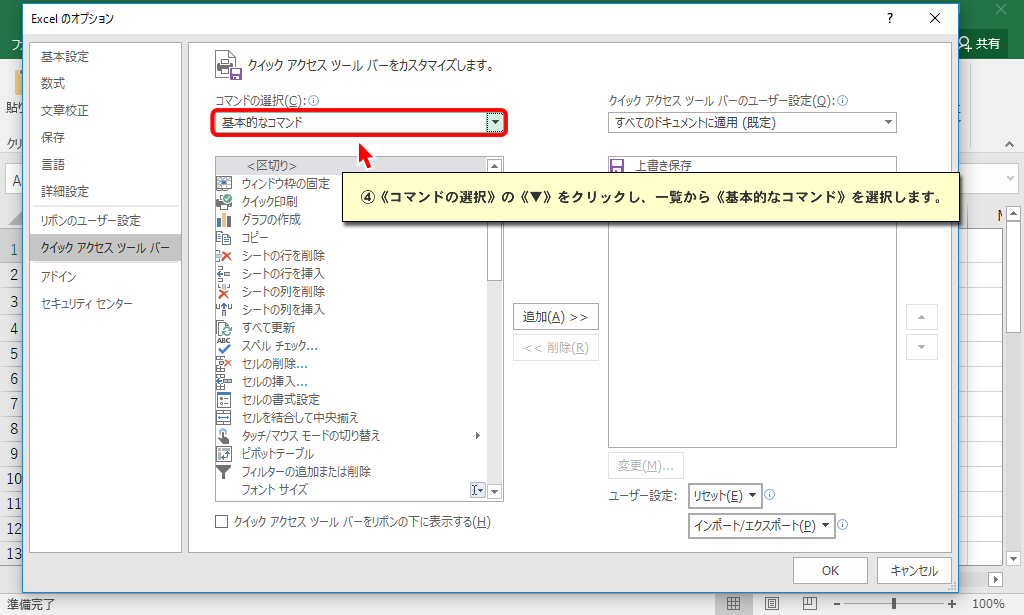 Excel のオプション
?
共有
基本設定
数式
文章校正
保存
言語
詳細設定
リボンのユーザー設定
クイック アクセス ツール バー
アドイン
セキュリティ センター
クイック アクセス ツール バーをカスタマイズします。
コマンドの選択(C):
基本的なコマンド
クイック アクセス ツール バーのユーザー設定(Q):
すべてのドキュメントに適用 (既定)
④《コマンドの選択》の《▼》をクリックし、一覧から《基本的なコマンド》を選択します。
<区切り>
ウィンドウ枠の固定
クイック印刷
グラフの作成
コピー
シートの行を削除
シートの行を挿入
シートの列を削除
シートの列を挿入
すべて更新
スペル チェック...
セルの削除...
セルの挿入...
セルの書式設定
セルを結合して中央揃え
タッチ/マウス モードの切り替え
ピボットテーブル
フィルターの追加または削除
フォント サイズ
上書き保存
追加(A) >>
<< 削除(R)
変更(M)...
ユーザー設定:
リセット(E) ▼
インポート/エクスポート(P) ▼
クイック アクセス ツール バーをリボンの下に表示する(H)
OK
キャンセル
A
1
2
3
4
5
6
7
8
9
10
11
12
13
準備完了
100%